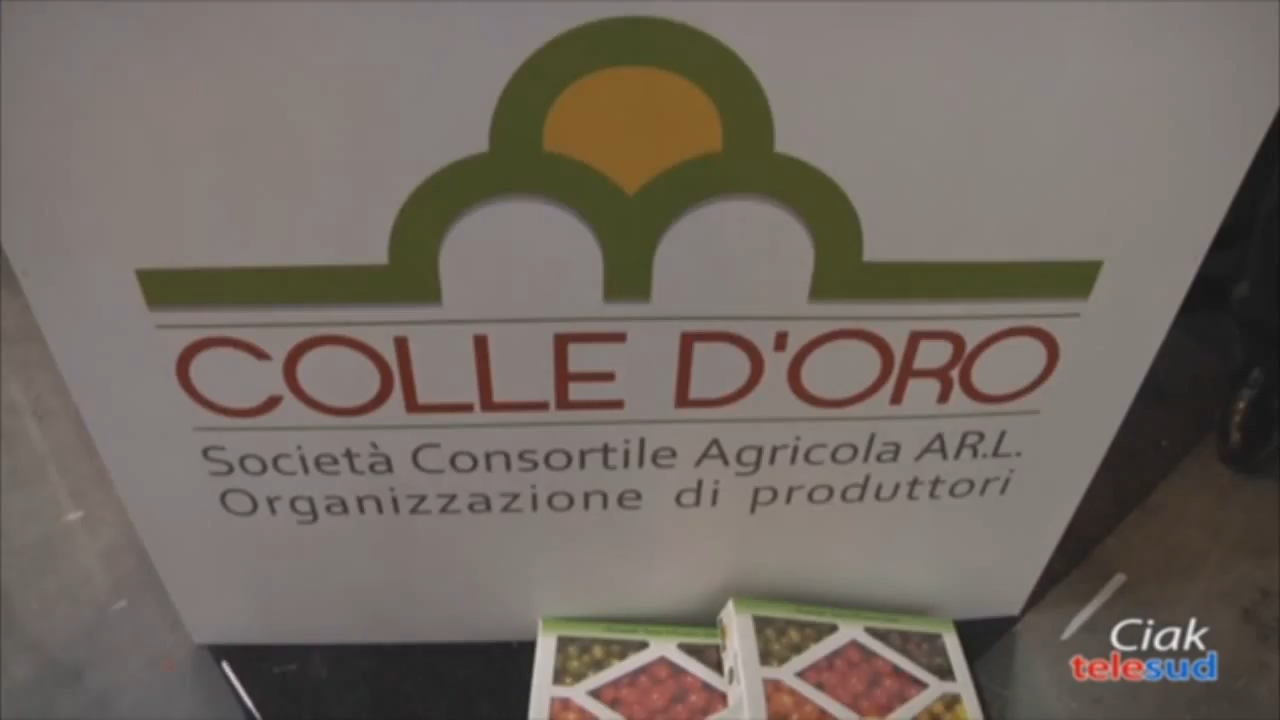 COLLE D'ORO
Società Consortile Agricola AR.L.
Organizzazione di produttori
Ciak
telesud